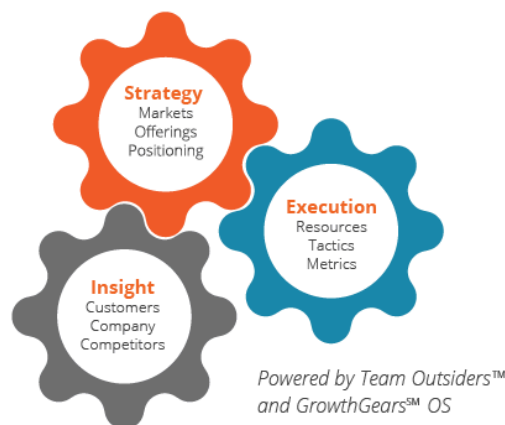 Strategy
Markets
Offerings
Positioning
Execution
Resources
Tactics
Metrics
Insight
Customers
Company
Competitors
Powered by Team Outsiders™
and GrowthGears℠ OS